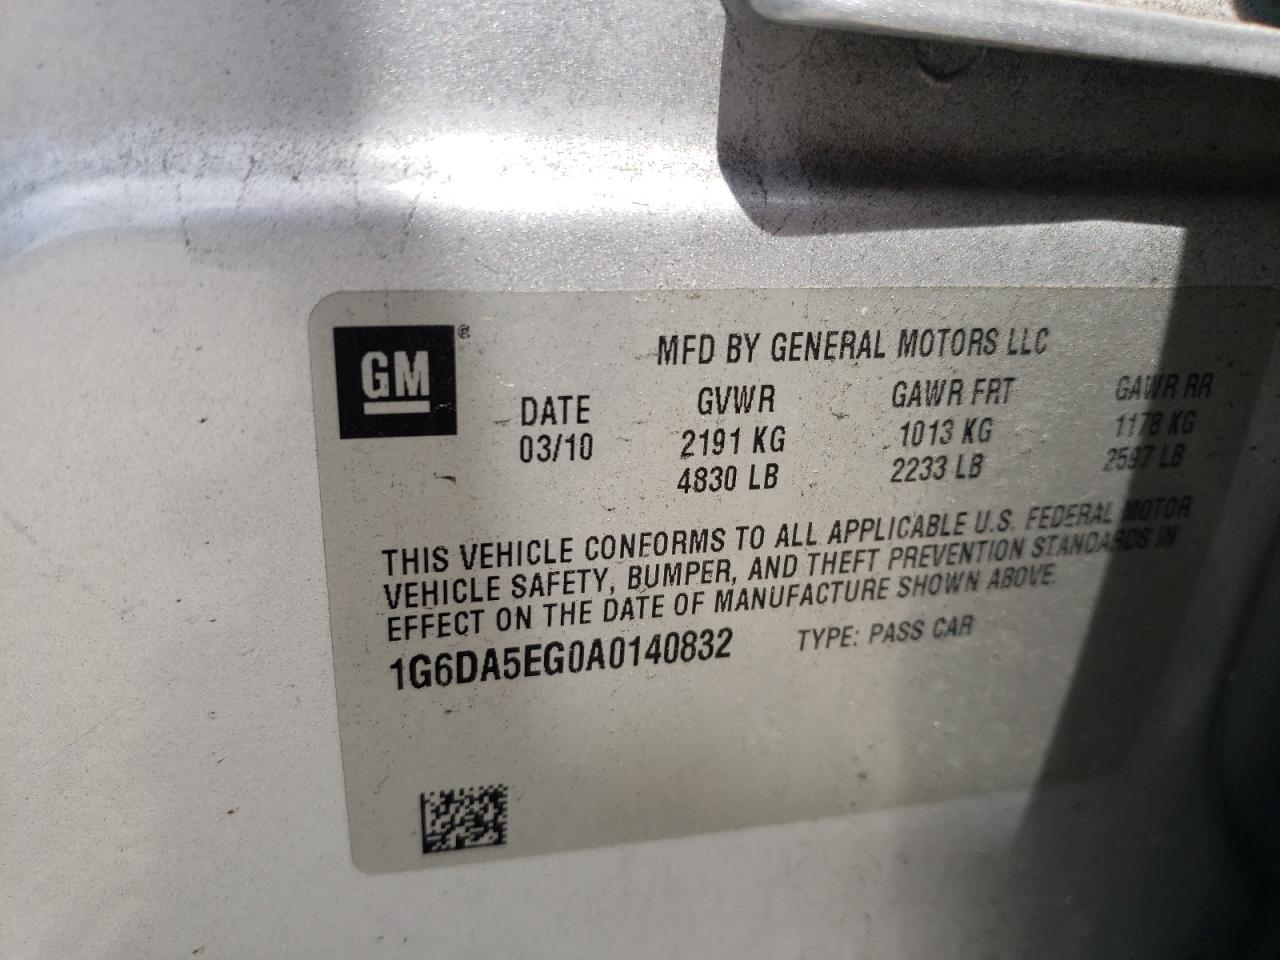 GM®
MFD BY GENERAL MOTORS LLC
DATE GVWR GAWR FRT GAWR RR
03/10 2191 KG 1013 KG 1178 KG
4830 LB 2233 LB 2597 LB
THIS VEHICLE CONFORMS TO ALL APPLICABLE U.S. FEDERAL MOTOR
VEHICLE SAFETY, BUMPER, AND THEFT PREVENTION STANDARDS IN
EFFECT ON THE DATE OF MANUFACTURE SHOWN ABOVE.
1G6DA5EG0A0140832 TYPE: PASS CAR